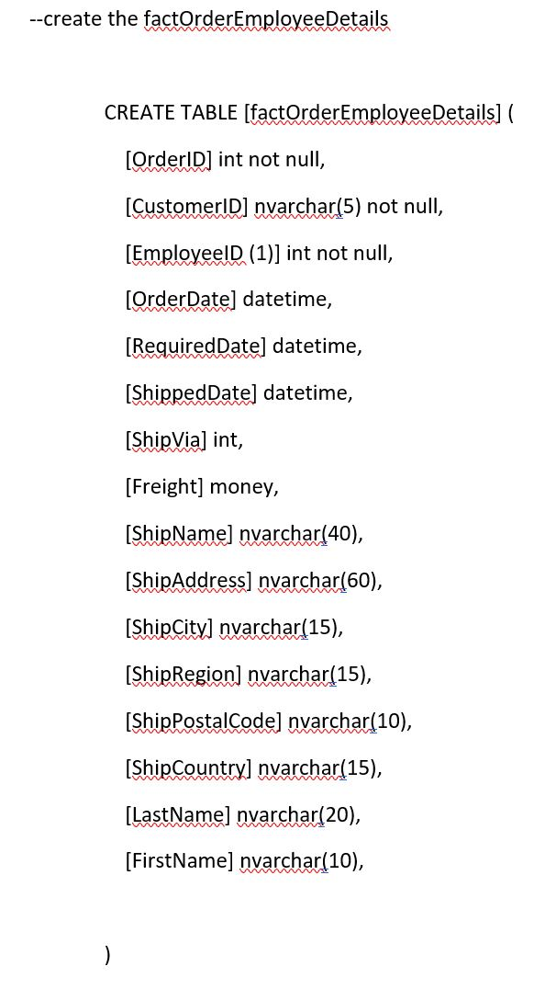 --create the factOrderEmployeeDetails
CREATE TABLE [factOrderEmployeeDetails] (
[OrderID] int not null,
[CustomerID] nvarchar(5) not null,
[EmployeeID (1)] int not null,
[OrderDate] datetime,
[RequiredDate] datetime,
[ShippedDate] datetime,
[ShipVia] int,
[Freight] money,
[ShipName] nvarchar(40),
[ShipAddress] nvarchar(60),
[ShipCity] nvarchar(15),
[ShipRegion] nvarchar(15),
[ShipPostalCode] nvarchar(10),
[ShipCountry] nvarchar(15),
[LastName] nvarchar(20),
[FirstName] nvarchar(10),
)